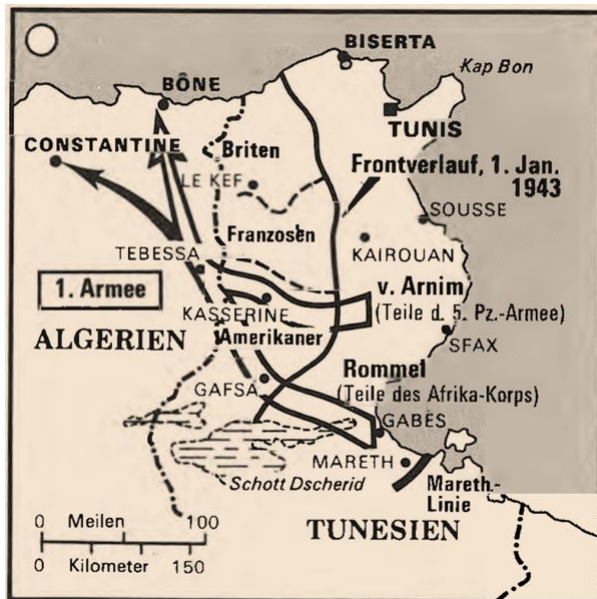 BISERTA
Kap Bon
BÔNE
TUNIS
CONSTANTINE
Briten
Frontverlauf, 1. Jan.
1943
LE KEF
SOUSSE
Franzosen
KAIROUAN
TEBESSA
1. Armee
v. Arnim
(Teile d. 5. Pz.-Armee)
KASSERINE
Amerikaner
ALGERIEN
SFAX
Rommel
(Teile des Afrika-Korps)
GAFSA
GABÈS
MARETH
Mareth-
Linie
Schott Dscherid
TUNESIEN
0 Meilen 100
0 Kilometer 150